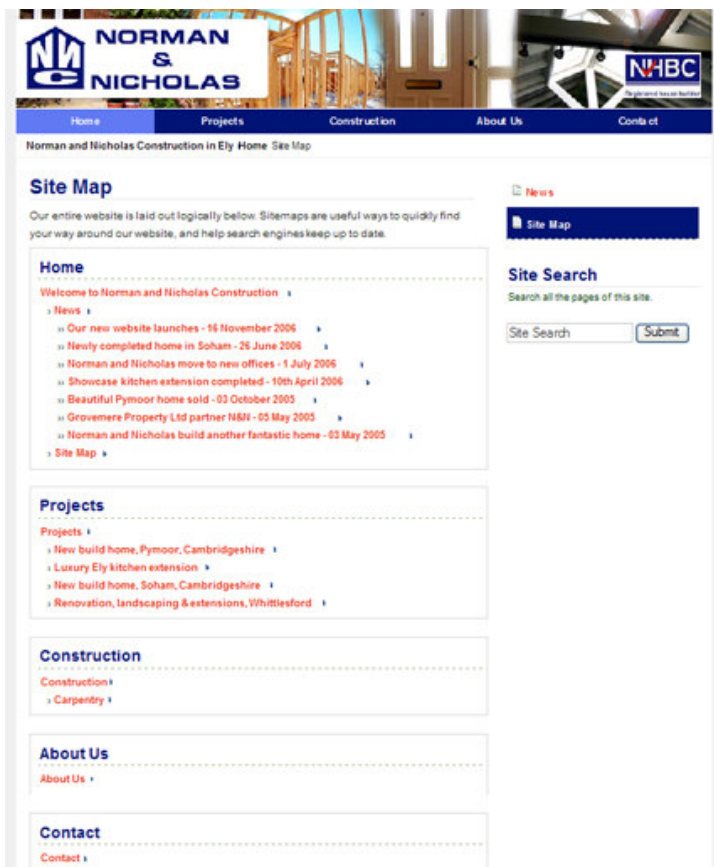 NORMAN
&
NICHOLAS
NHBC
Registered house builder
Home Projects Construction About Us Contact
Norman and Nicholas Construction in Ely Home Site Map
Site Map
Our entire website is laid out logically below. Sitemaps are useful ways to quickly find
your way around our website, and help search engines keep up to date.
Home
Welcome to Norman and Nicholas Construction
› News
›› Our new website launches - 16 November 2006
›› Newly completed home in Soham - 26 June 2006
›› Norman and Nicholas move to new offices - 1 July 2006
›› Showcase kitchen extension completed - 10th April 2006
›› Beautiful Pymoor home sold - 03 October 2005
›› Grovemere Property Ltd partner N&N - 05 May 2005
›› Norman and Nicholas build another fantastic home - 03 May 2005
› Site Map
Projects
Projects
› New build home, Pymoor, Cambridgeshire
› Luxury Ely kitchen extension
› New build home, Soham, Cambridgeshire
› Renovation, landscaping & extensions, Whittlesford
Construction
Construction
› Carpentry
About Us
About Us
Contact
Contact
News
Site Map
Site Search
Search all the pages of this site.
Site Search Submit